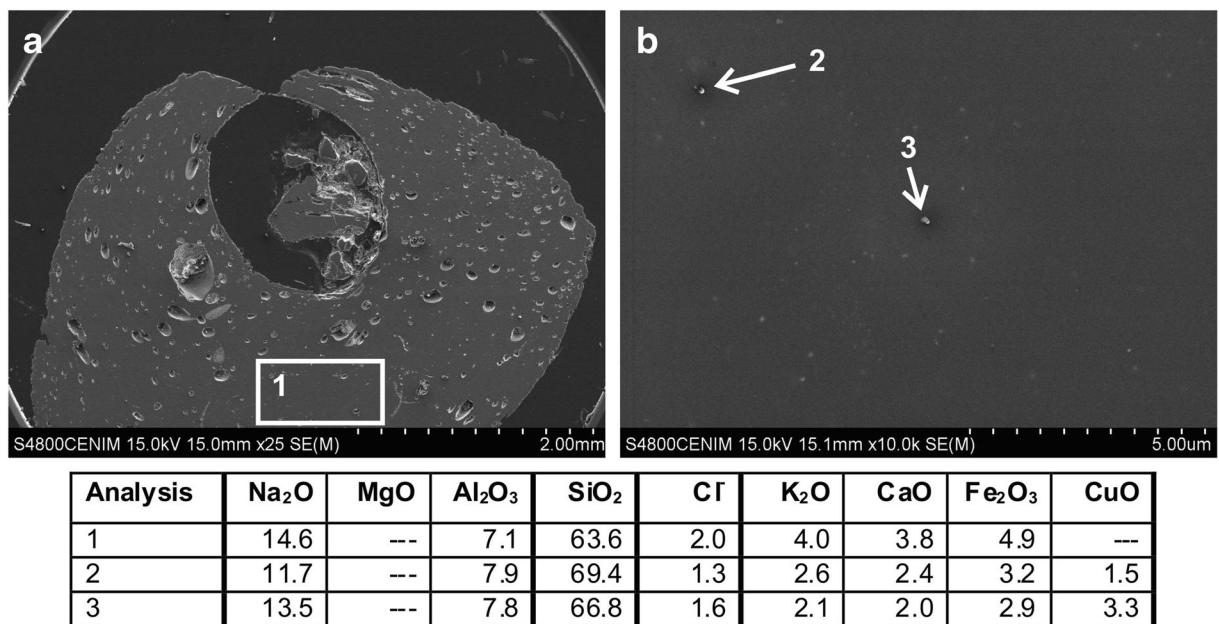 a
b
2
3
1
S4800CENIM 15.0kV 15.0mm x25 SE(M) 2.00mm
S4800CENIM 15.0kV 15.1mm x10.0k SE(M) 5.00um
Analysis Na₂O MgO Al₂O₃ SiO₂ Cl⁻ K₂O CaO Fe₂O₃ CuO
1 14.6 --- 7.1 63.6 2.0 4.0 3.8 4.9 ---
2 11.7 --- 7.9 69.4 1.3 2.6 2.4 3.2 1.5
3 13.5 --- 7.8 66.8 1.6 2.1 2.0 2.9 3.3